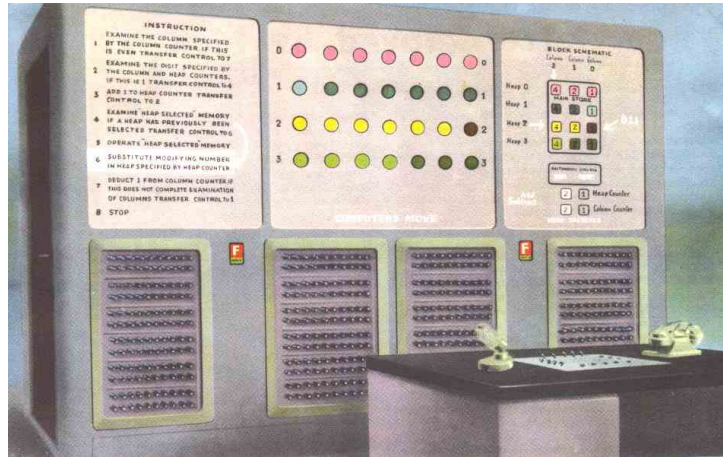 INSTRUCTION
1 EXAMINE THE COLUMN SPECIFIED
BY THE COLUMN COUNTER. IF THIS
IS EVEN TRANSFER CONTROL TO 7
2 EXAMINE THE DIGIT SPECIFIED BY
THE COLUMN AND HEAP COUNTERS.
IF THIS IS 1 TRANSFER CONTROL TO 4
3 ADD 1 TO HEAP COUNTER TRANSFER
CONTROL TO 2
4 EXAMINE HEAP SELECTED MEMORY
IF A HEAP HAS PREVIOUSLY BEEN
SELECTED TRANSFER CONTROL TO 6
5 OPERATE "HEAP SELECTED" MEMORY
6 SUBSTITUTE MODIFYING NUMBER
IN HEAP SPECIFIED BY HEAP COUNTER
7 DEDUCT 1 FROM COLUMN COUNTER. IF
THIS DOES NOT COMPLETE EXAMINATION
OF COLUMNS TRANSFER CONTROL TO 1
8 STOP
0 0
1 1
2 2
3 3
COMPUTERS MOVE
BLOCK SCHEMATIC
Column Column Column
2 1 0
Heap 0 4 2 1
MAIN STORE
Heap 1 1
Heap 2 4 2
Heap 3 4
2 1 Heap Counter
2 1 Column Counter
F
F